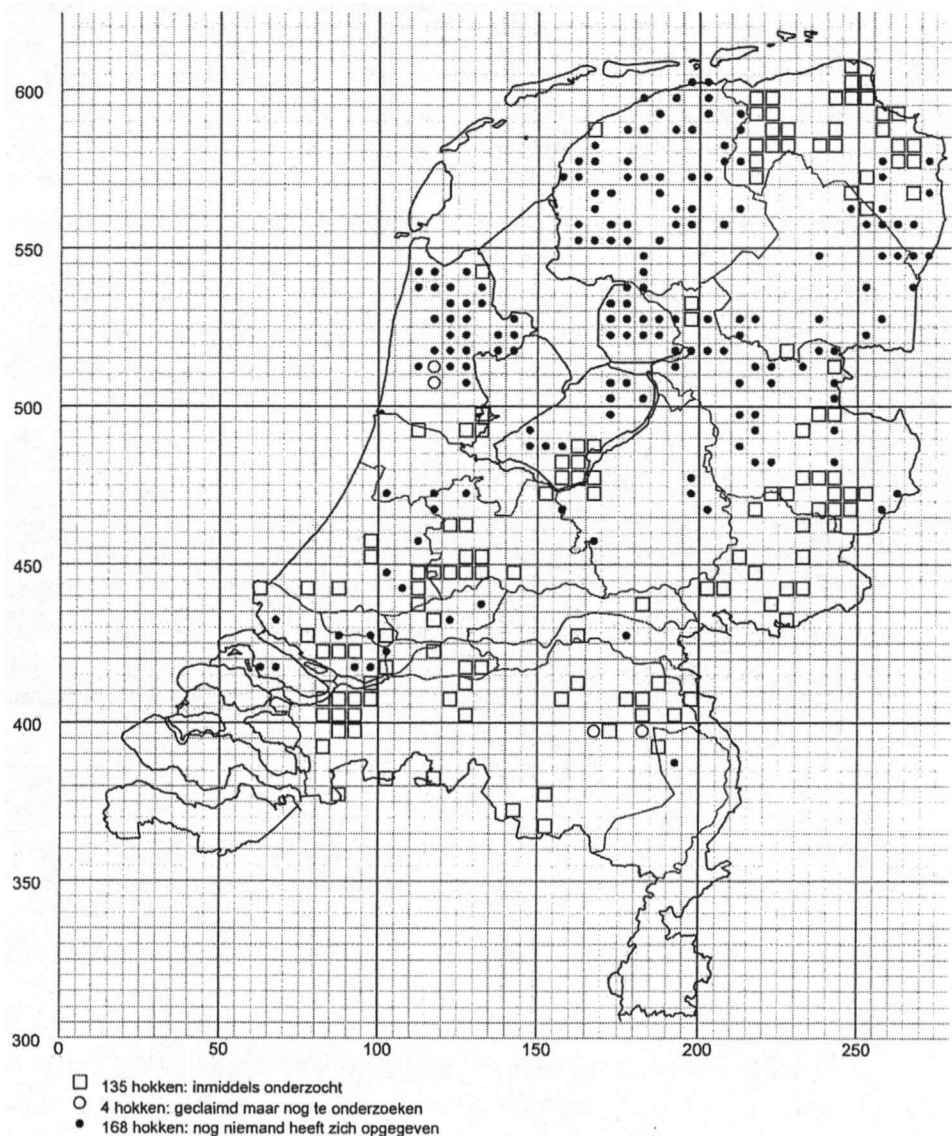 600
550
500
450
400
350
300
0 50 100 150 200 250
135 hokken: inmiddels onderzocht
4 hokken: geclaimd maar nog te onderzoeken
168 hokken: nog niemand heeft zich opgegeven